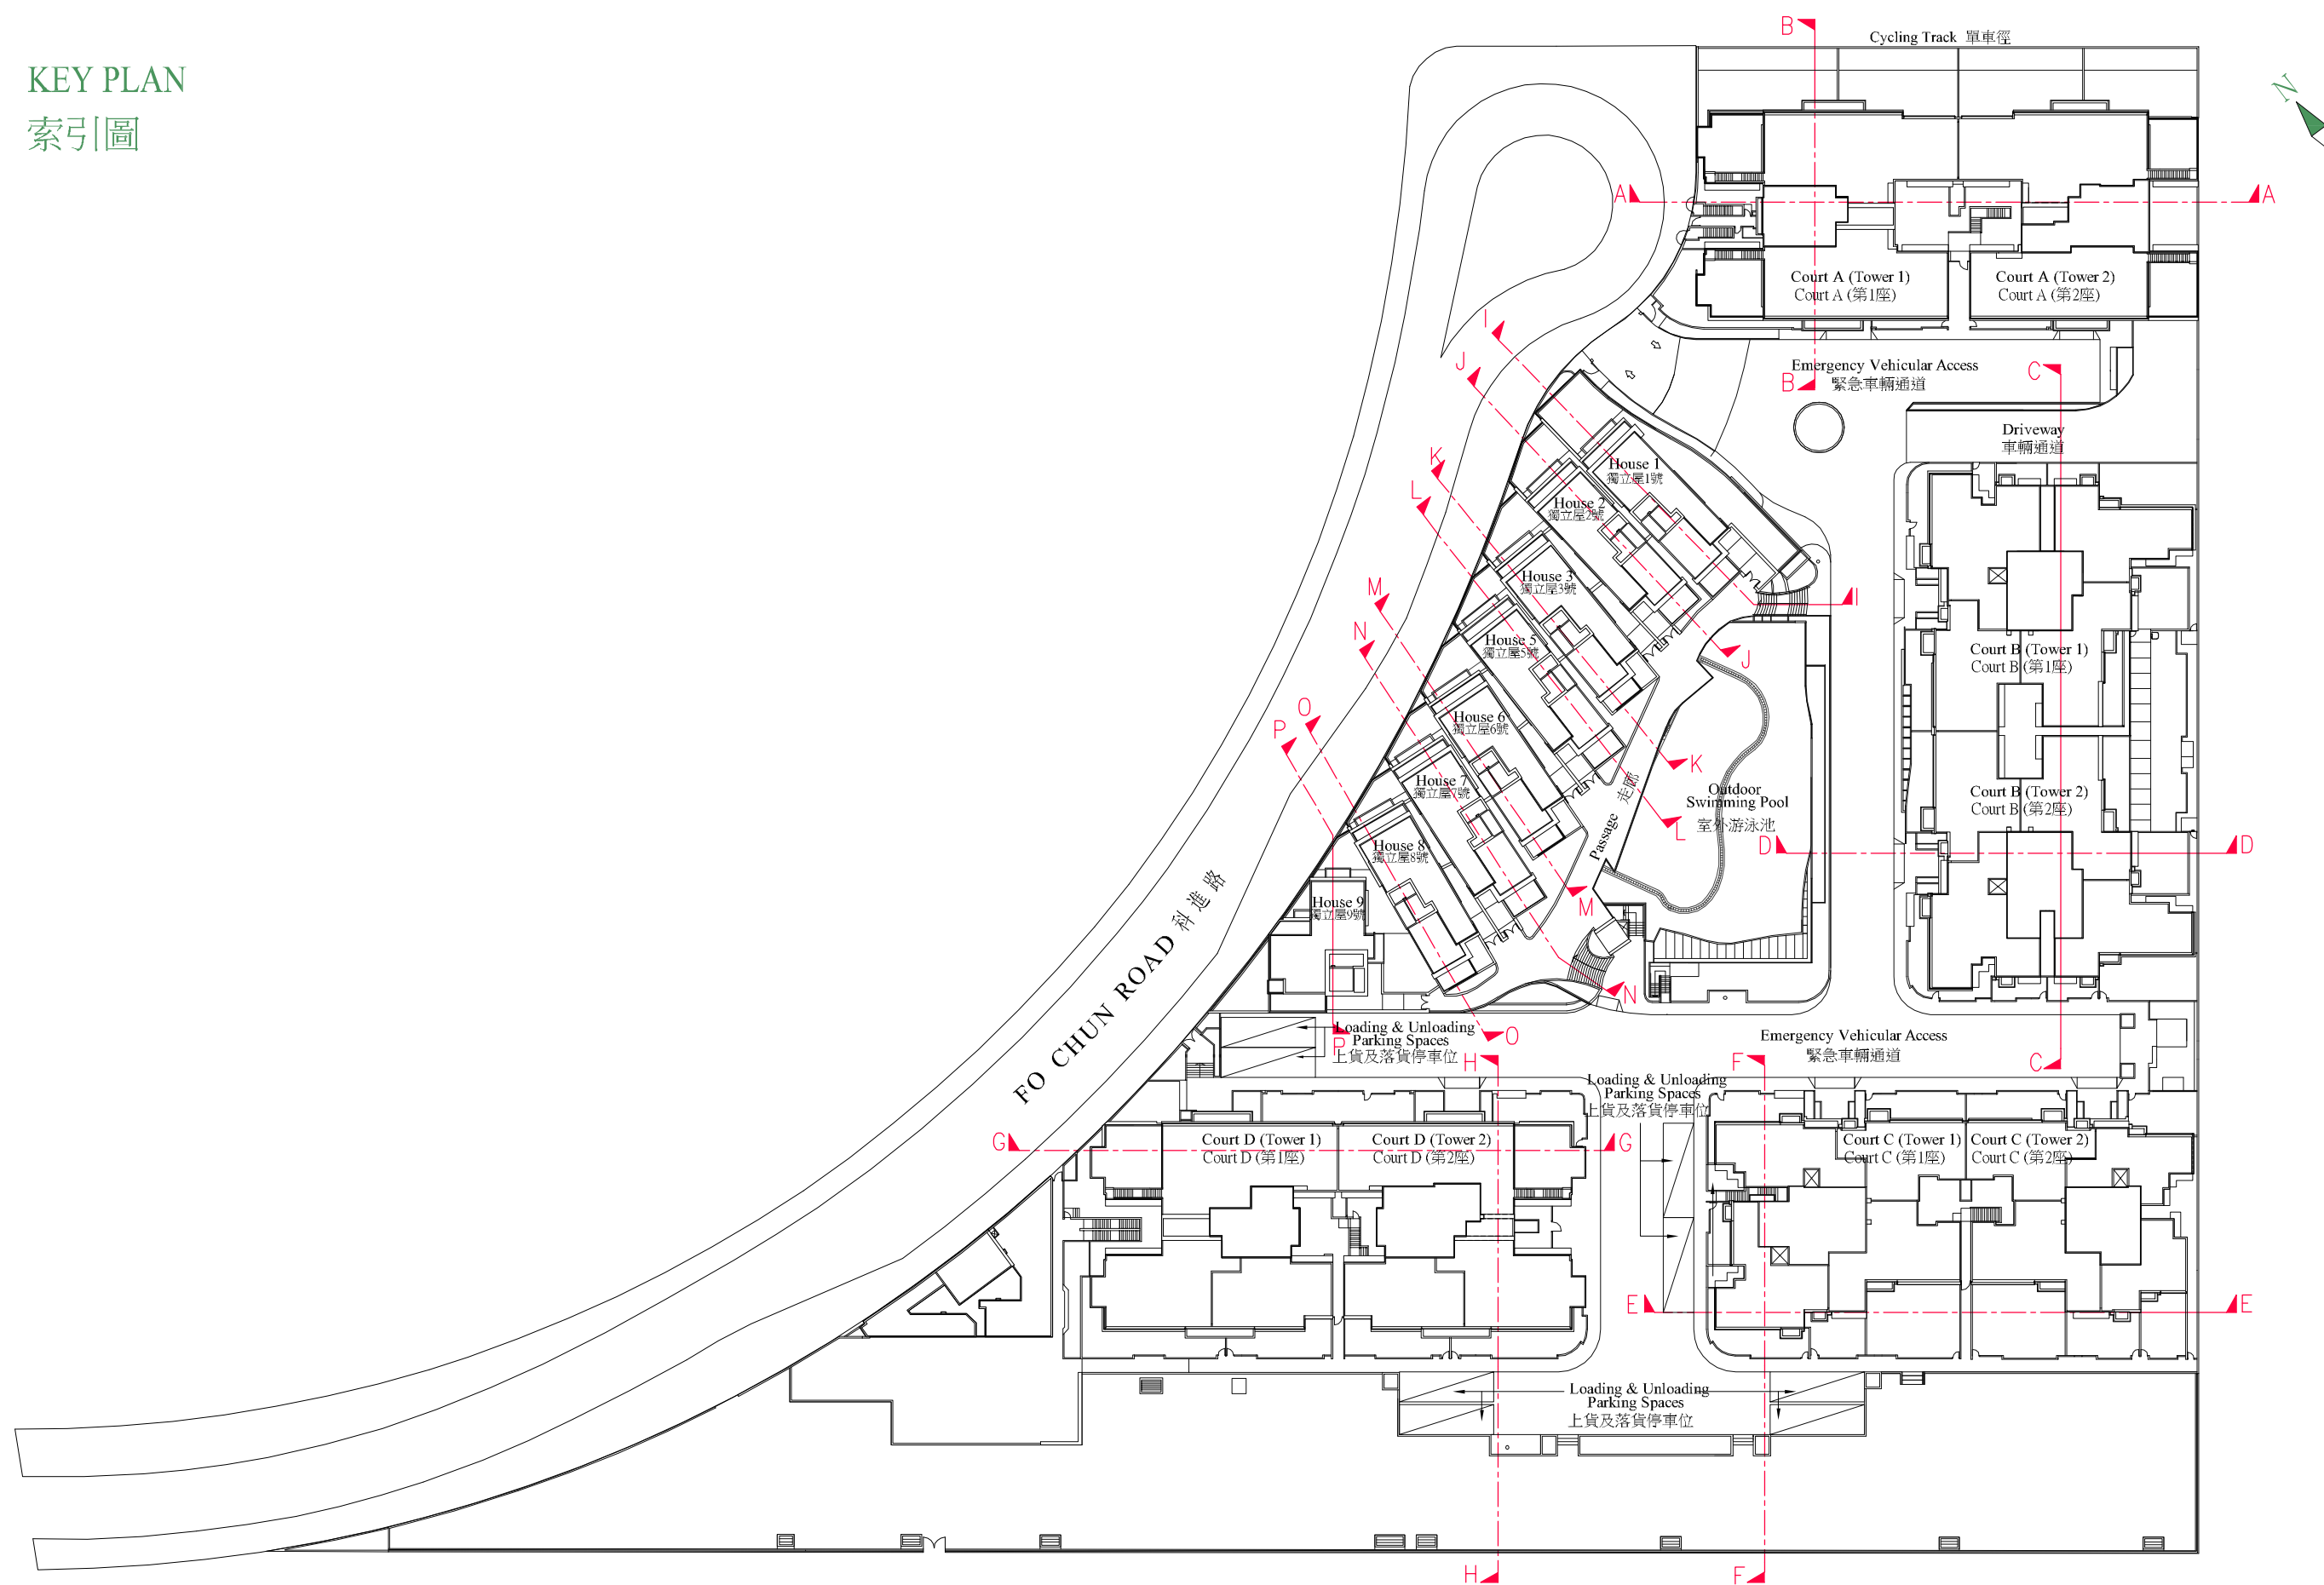 KEY PLAN
索引圖
N
Cycling Track 單車徑
B
A
A
Court A (Tower 1)
Court A (第1座)
Court A (Tower 2)
Court A (第2座)
I
J
Emergency Vehicular Access
緊急車輛通道
B
C
Driveway
車輛通道
K
L
House 1
獨立屋1號
House 2
獨立屋2號
House 3
獨立屋3號
M
I
N
House 5
獨立屋5號
J
Court B (Tower 1)
Court B (第1座)
O
P
House 6
獨立屋6號
K
House 7
獨立屋7號
Passage 走廊
Outdoor
Swimming Pool
室外游泳池
L
Court B (Tower 2)
Court B (第2座)
D
D
House 8
獨立屋8號
House 9
獨立屋9號
M
N
FO CHUN ROAD 科進路
Loading & Unloading
Parking Spaces
上貨及落貨停車位
P
O
Emergency Vehicular Access
緊急車輛通道
H
F
C
Loading & Unloading
Parking Spaces
上貨及落貨停車位
G
Court D (Tower 1)
Court D (第1座)
Court D (Tower 2)
Court D (第2座)
G
Court C (Tower 1)
Court C (第1座)
Court C (Tower 2)
Court C (第2座)
E
E
Loading & Unloading
Parking Spaces
上貨及落貨停車位
H
F